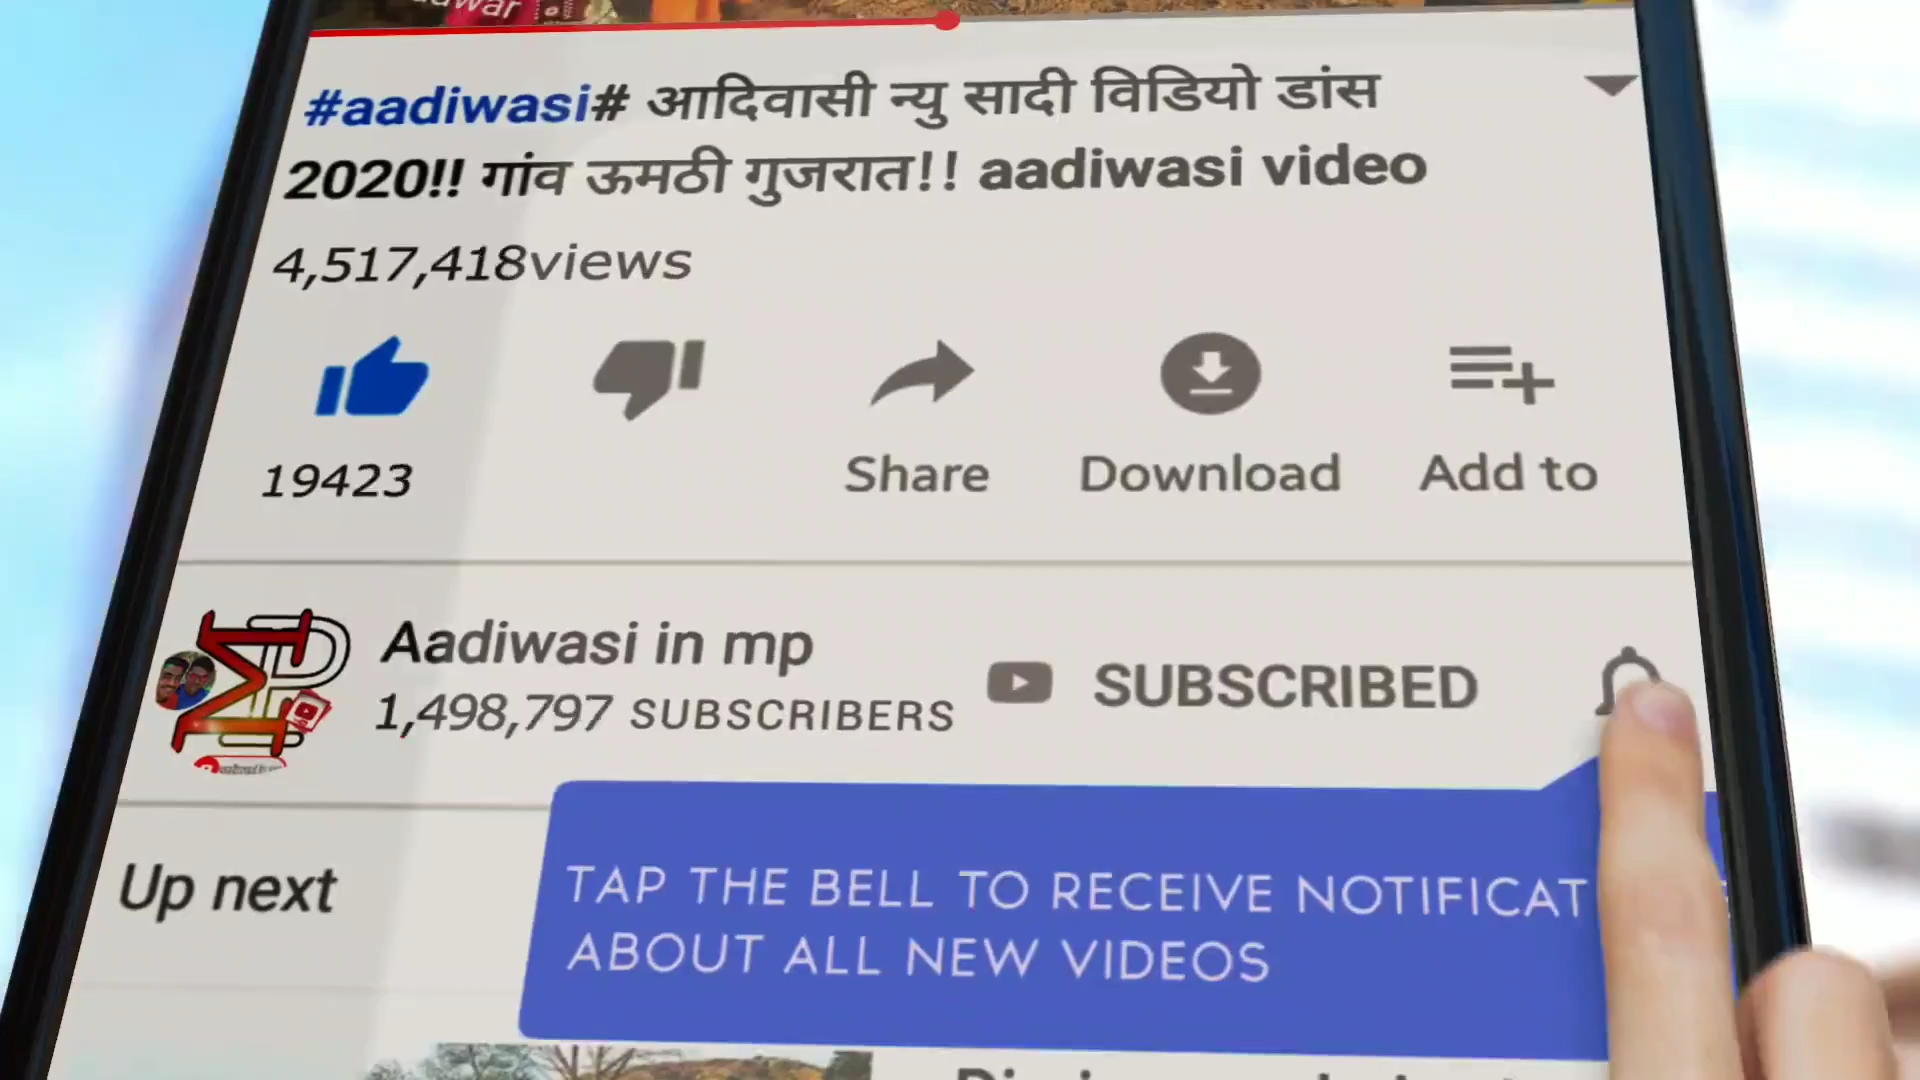 #aadiwasi# आदिवासी न्यु सादी विडियो डांस
2020!! गांव ऊमठी गुजरात!! aadiwasi video
4,517,418views
19423
Share
Download
Add to
Aadiwasi in mp
1,498,797 SUBSCRIBERS
SUBSCRIBED
Up next
TAP THE BELL TO RECEIVE NOTIFICAT
ABOUT ALL NEW VIDEOS